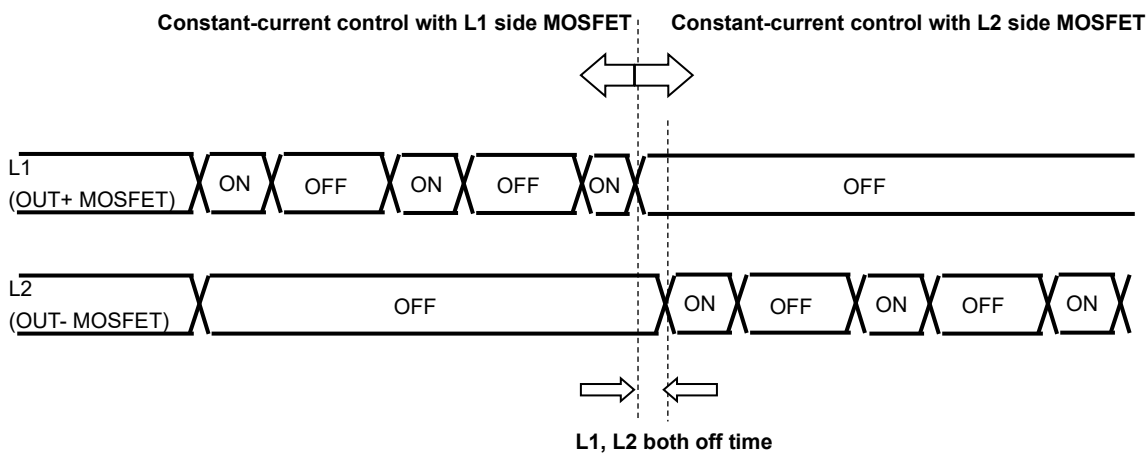 Constant-current control with L1 side MOSFET Constant-current control with L2 side MOSFET
L1
(OUT+ MOSFET)
ON OFF ON OFF ON OFF
L2
(OUT- MOSFET)
OFF ON OFF ON OFF ON
L1, L2 both off time